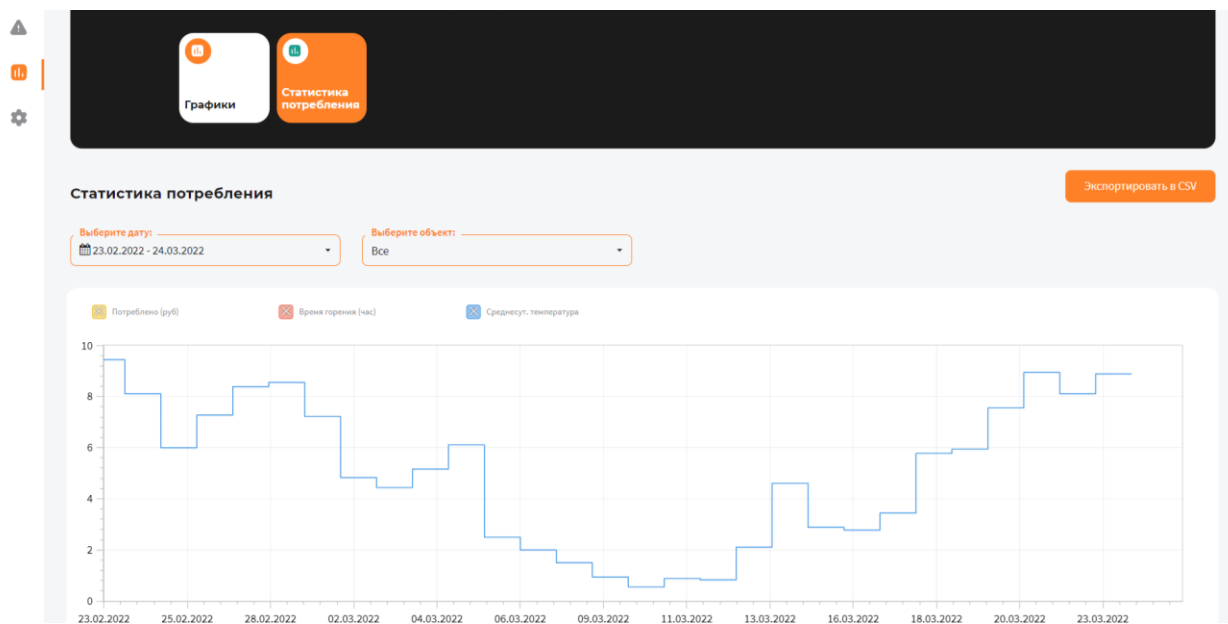 Графики
Статистика
потребления
Статистика потребления
Экспортировать в CSV
Выберите дату:
23.02.2022 - 24.03.2022
Выберите объект:
Все
Потреблено (руб)
Время горения (час)
Среднесут. температура
10
8
6
4
2
0
23.02.2022 25.02.2022 28.02.2022 02.03.2022 04.03.2022 06.03.2022 09.03.2022 11.03.2022 13.03.2022 16.03.2022 18.03.2022 20.03.2022 23.03.2022